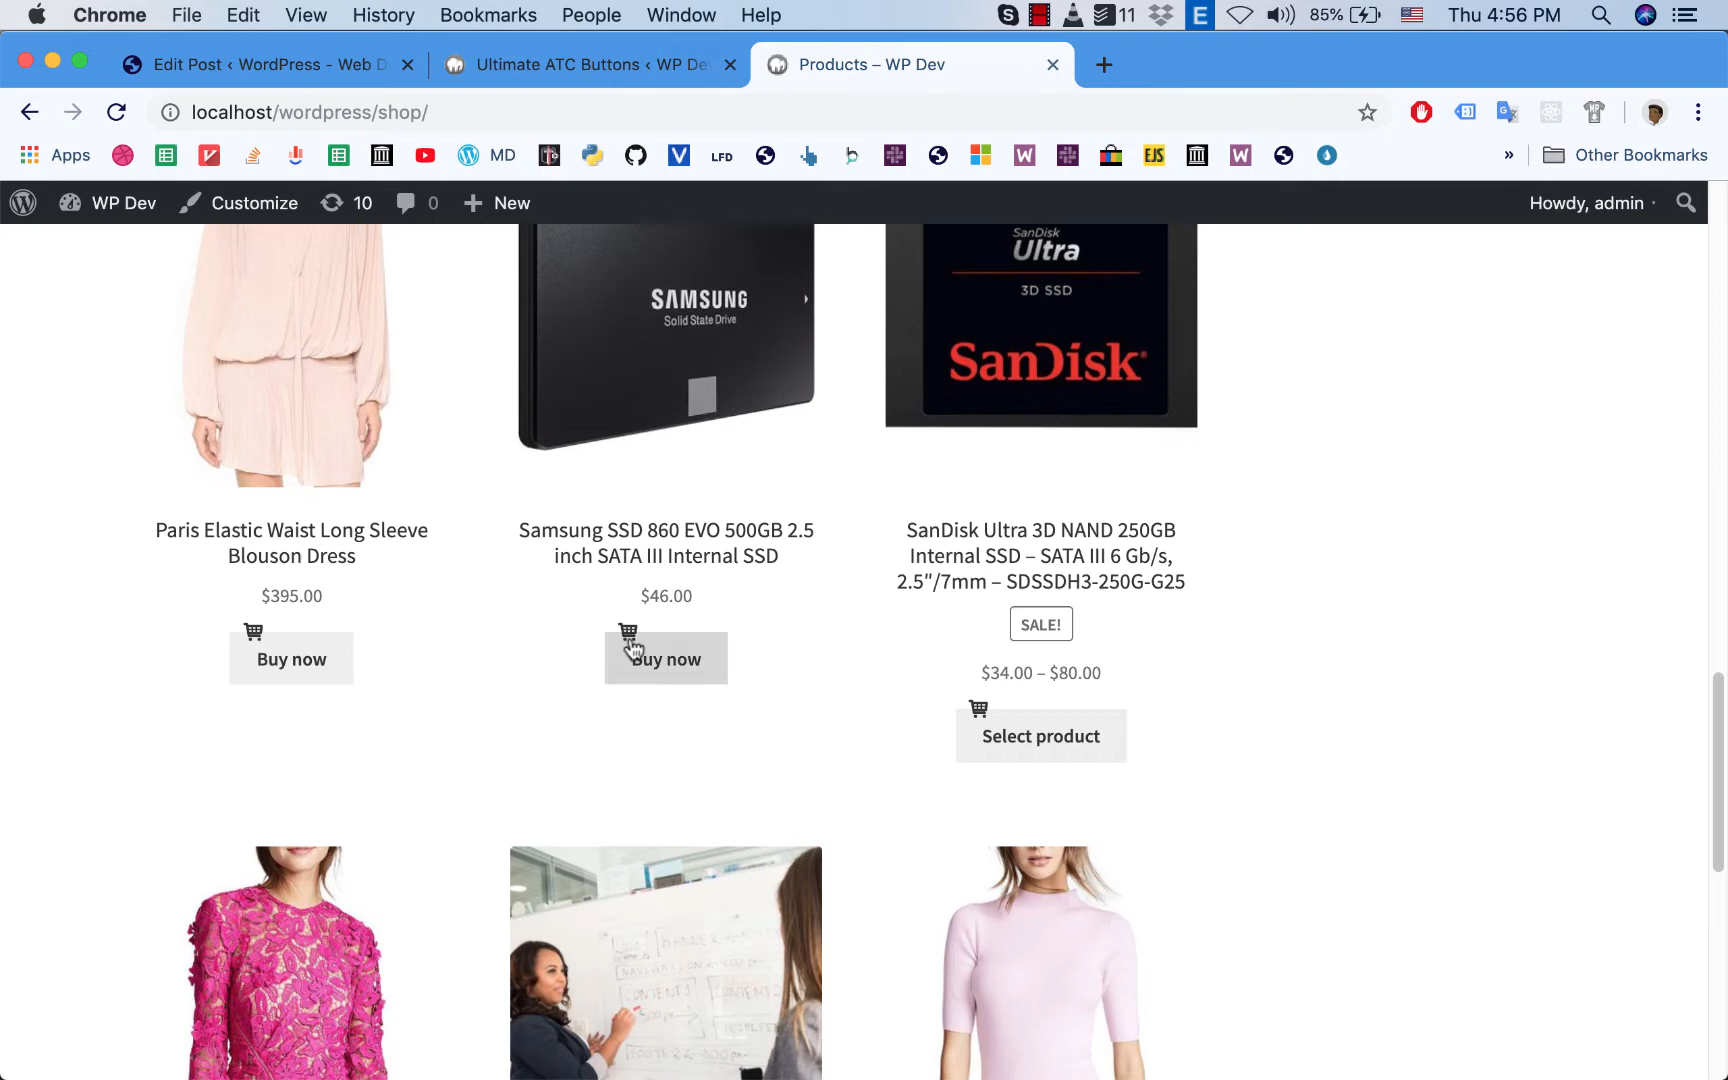 Chrome File Edit View History Bookmarks People Window Help 11 E 85% Thu 4:56 PM
Edit Post ‹ WordPress - Web D Ultimate ATC Buttons ‹ WP De Products – WP Dev
localhost/wordpress/shop/
Apps MD LFD EJS W W » Other Bookmarks
WP Dev Customize 10 0 New Howdy, admin
SanDisk
Ultra
3D SSD
SAMSUNG
Solid State Drive
SanDisk
Paris Elastic Waist Long Sleeve
Blouson Dress
$395.00
Buy now
Samsung SSD 860 EVO 500GB 2.5
inch SATA III Internal SSD
$46.00
Buy now
SanDisk Ultra 3D NAND 250GB
Internal SSD – SATA III 6 Gb/s,
2.5"/7mm – SDSSDH3-250G-G25
SALE!
$34.00 – $80.00
Select product